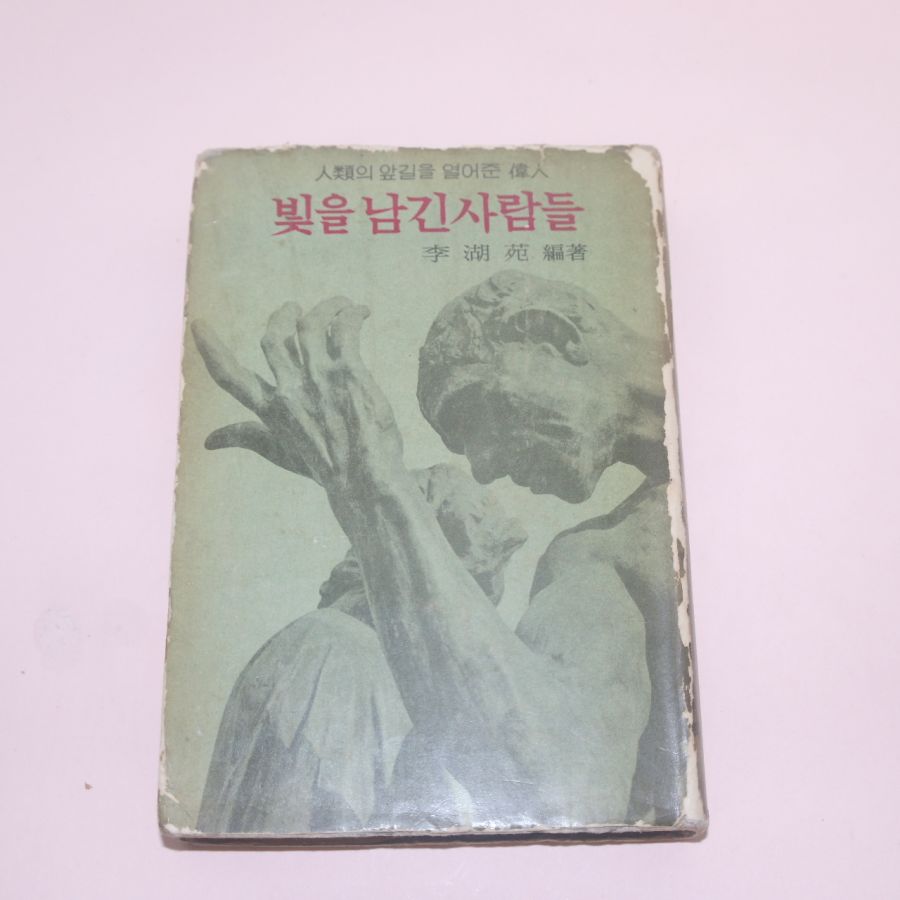 人類의 앞길을 열어준 偉人
빛을 남긴 사람들
李 湖 苑 編著